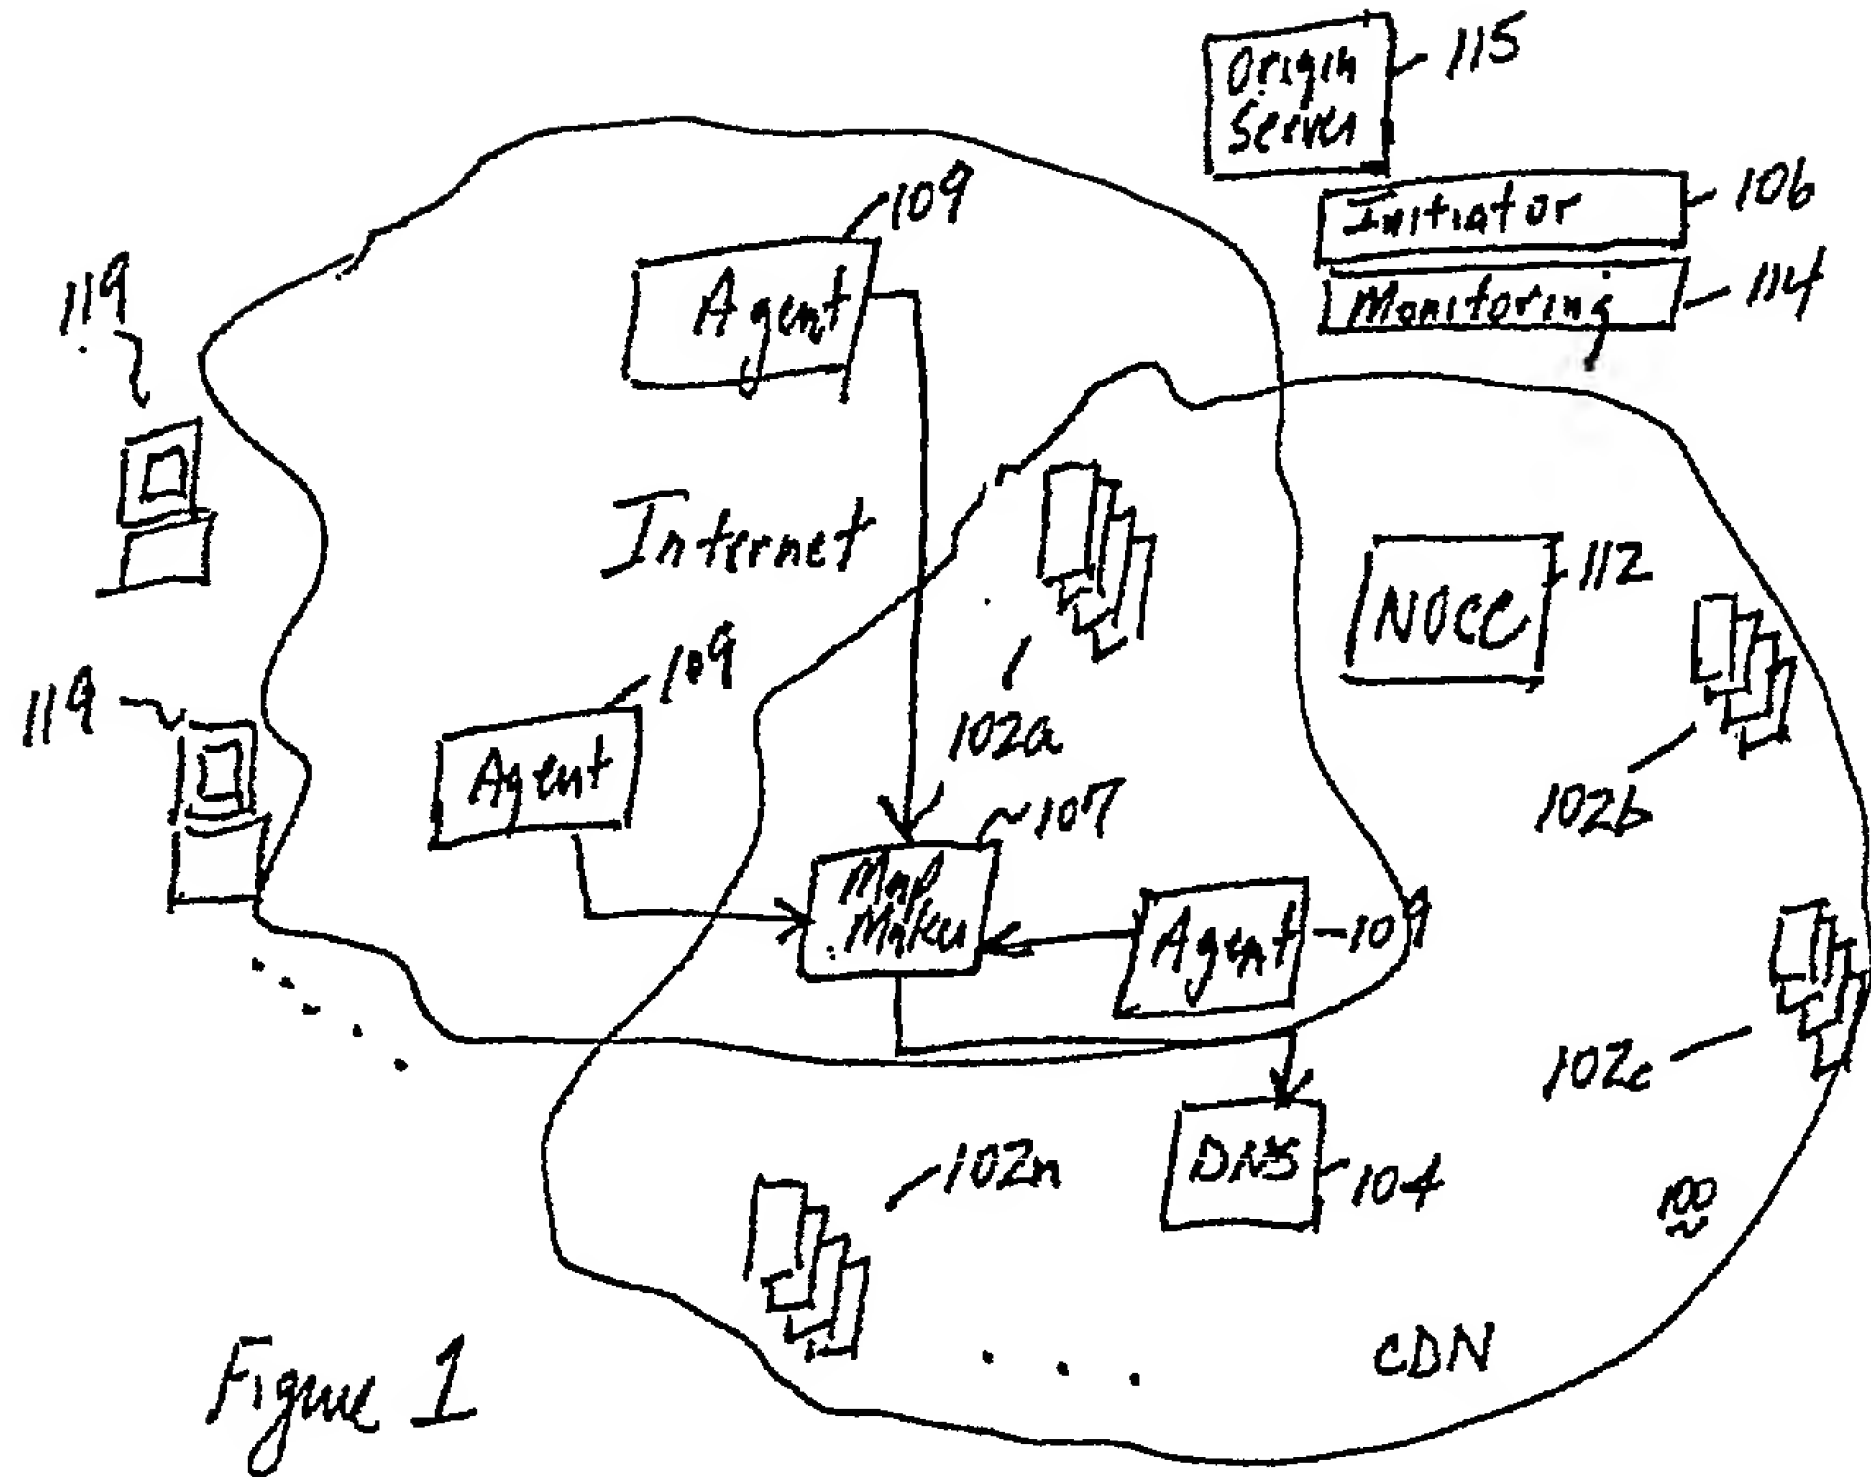 Origin
Server
115
Initiator
106
Monitoring
114
109
Agent
119
Internet
112
NOCC
109
119
Agent
102a
102b
107
Map
Maker
Agent
109
102c
102n
DNS
104
100
CDN
Figure 1